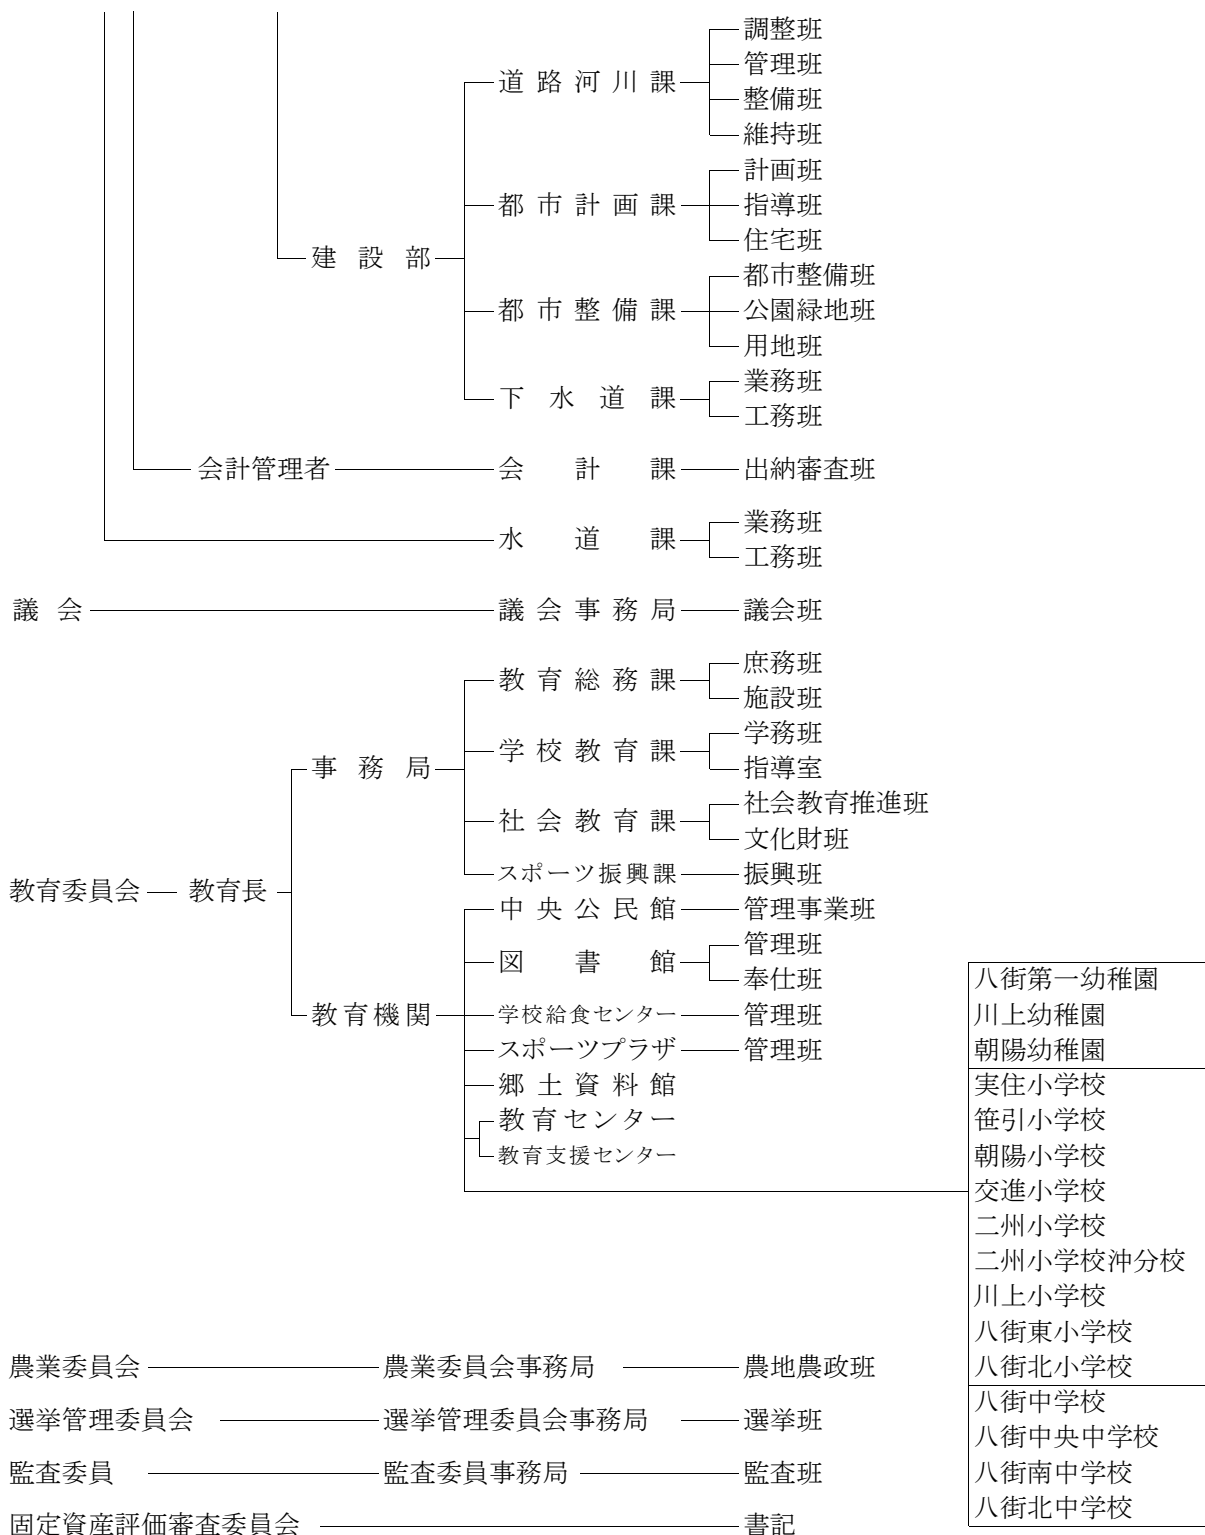 調整班
管理班
道路河川課
整備班
維持班
計画班
都市計画課 指導班
住宅班
建設部
都市整備班
都市整備課 公園緑地班
用地班
業務班
下水道課
工務班
会計管理者 会計課 出納審査班
業務班
水道課
工務班
議会 議会事務局 議会班
庶務班
教育総務課
施設班
学務班
学校教育課
事務局
指導室
社会教育推進班
社会教育課
文化財班
スポーツ振興課 振興班
教育委員会 教育長
中央公民館 管理事業班
管理班
図書館
奉仕班
教育機関
学校給食センター 管理班
スポーツプラザ 管理班
郷土資料館
教育センター
教育支援センター
八街第一幼稚園
川上幼稚園
朝陽幼稚園
実住小学校
笹引小学校
朝陽小学校
交進小学校
二州小学校
二州小学校沖分校
川上小学校
八街東小学校
八街北小学校
八街中学校
八街中央中学校
八街南中学校
八街北中学校
農業委員会 農業委員会事務局 農地農政班
選挙管理委員会 選挙管理委員会事務局 選挙班
監査委員 監査委員事務局 監査班
固定資産評価審査委員会 書記